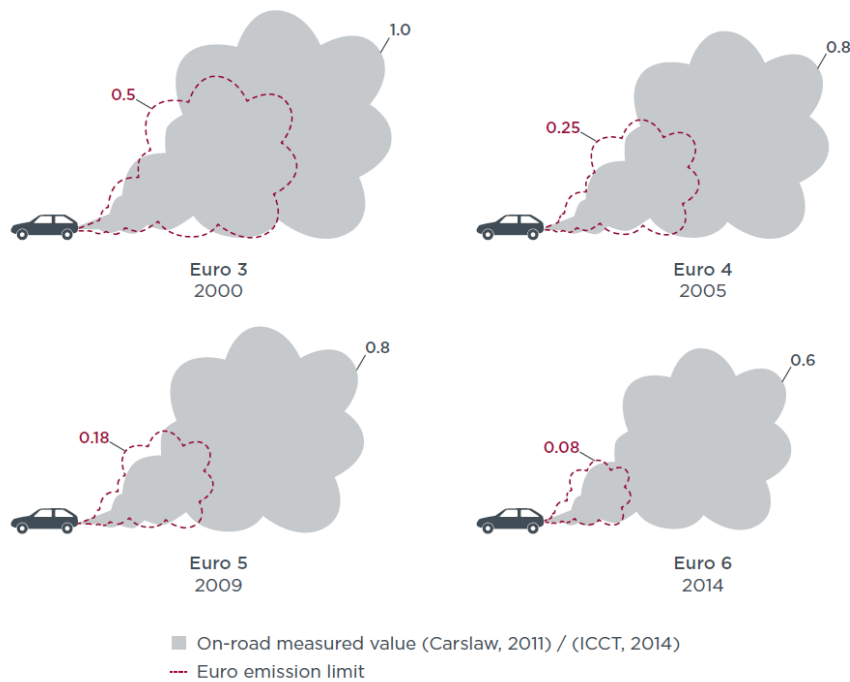 1.0
0.5
Euro 3
2000
0.8
0.25
Euro 4
2005
0.8
0.18
Euro 5
2009
0.6
0.08
Euro 6
2014
On-road measured value (Carslaw, 2011) / (ICCT, 2014)
Euro emission limit